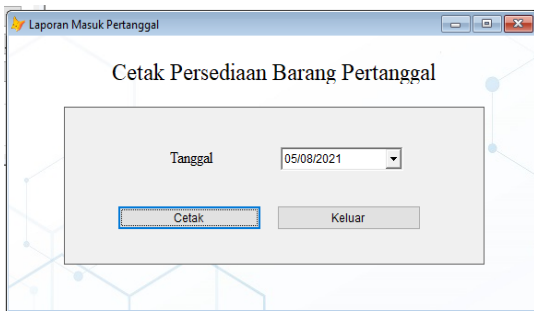 Laporan Masuk Pertanggal
Cetak Persediaan Barang Pertanggal
Tanggal
05/08/2021
Cetak
Keluar